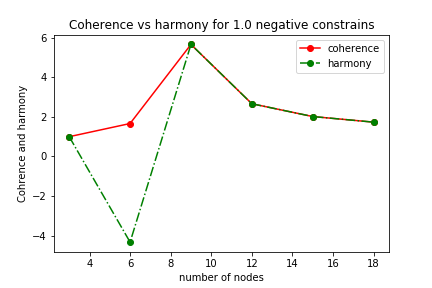 Coherence vs harmony for 1.0 negative constrains
6
4
2
0
−2
−4
Cohrence and harmony
coherence
harmony
4 6 8 10 12 14 16 18
number of nodes